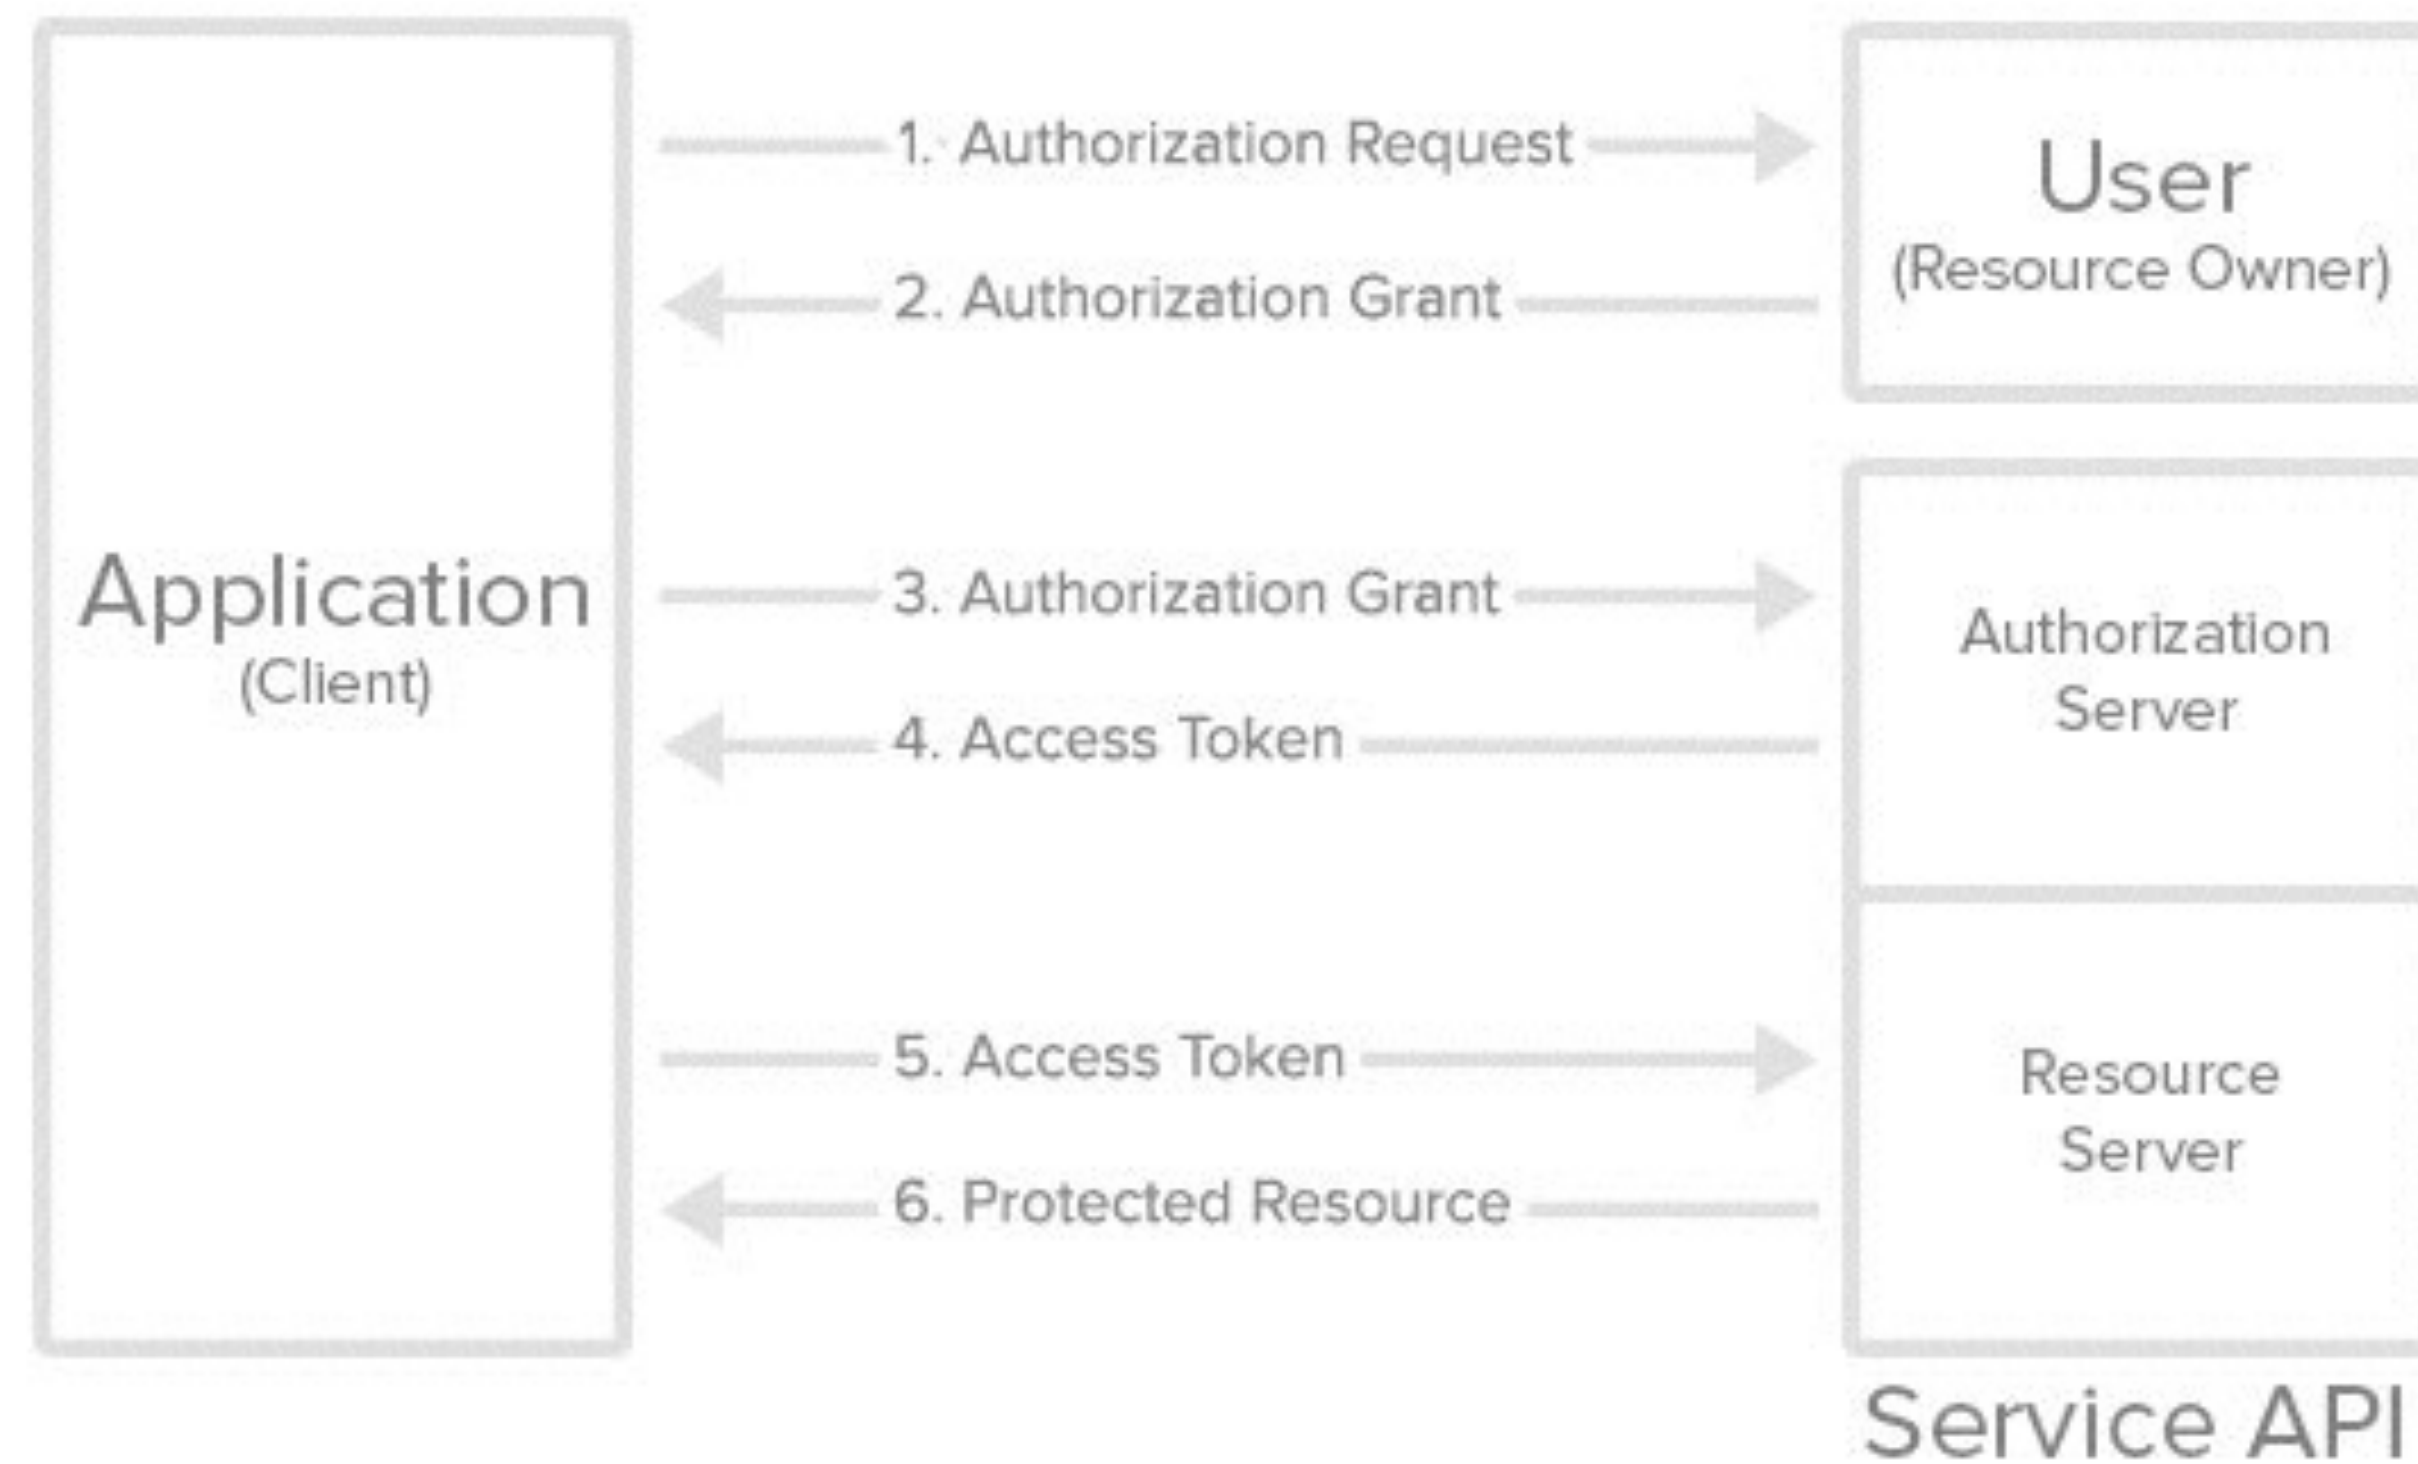 1. Authorization Request
User
(Resource Owner)
2. Authorization Grant
Application
(Client)
3. Authorization Grant
Authorization
Server
4. Access Token
5. Access Token
Resource
Server
6. Protected Resource
Service API